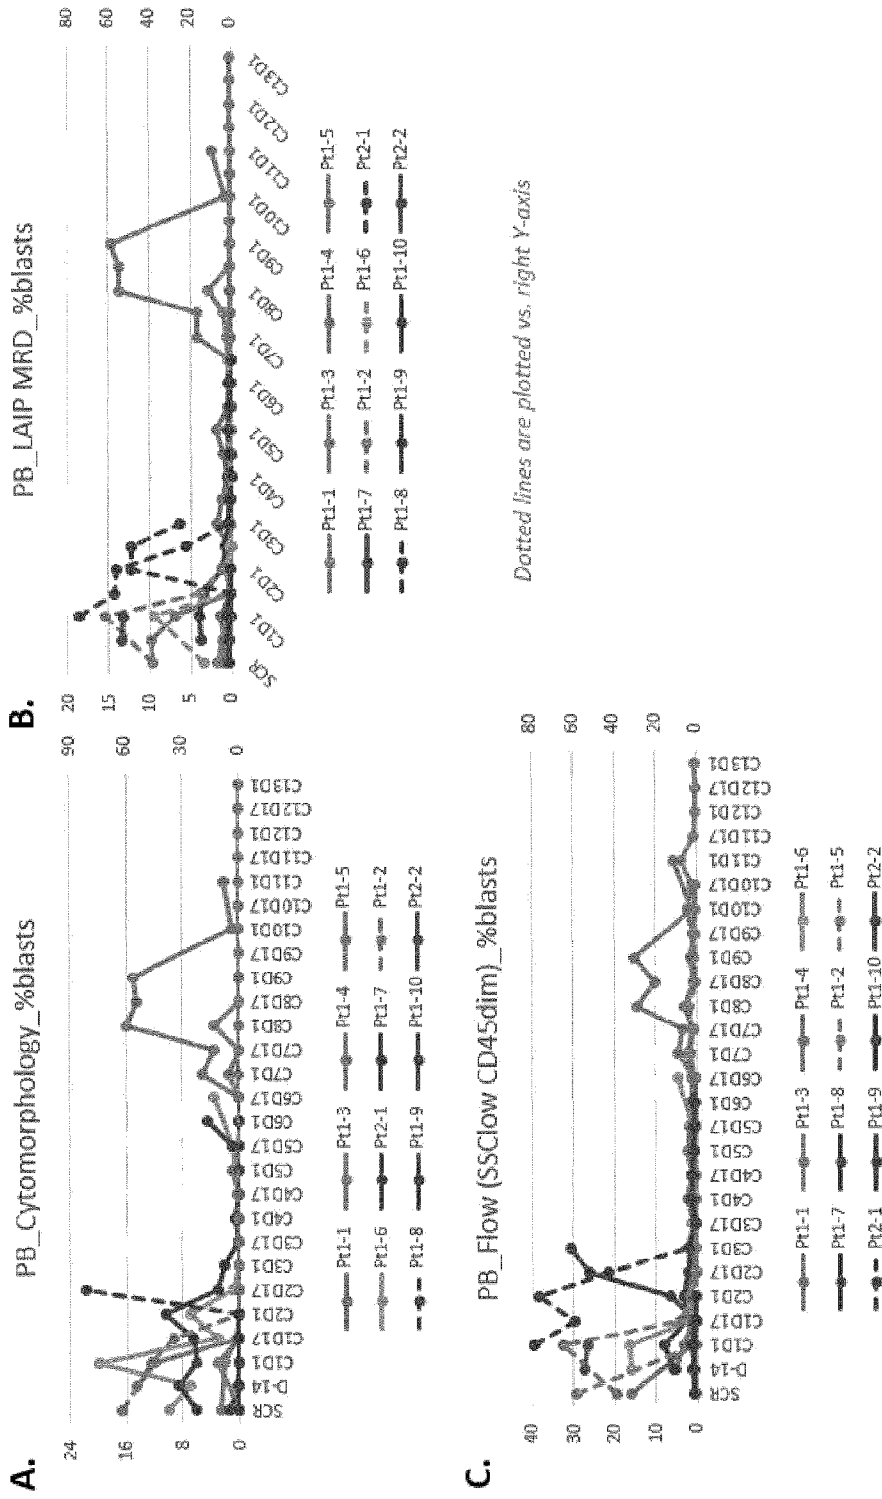 A.
PB_Cytomorphology_%blasts
24
16
8
0
90
60
30
0
SCR
D-14
C1D1
C1D17
C2D1
C2D17
C3D1
C3D17
C4D1
C4D17
C5D1
C5D17
C6D1
C6D17
C7D1
C7D17
C8D1
C8D17
C9D1
C9D17
C10D1
C10D17
C11D1
C11D17
C12D1
C12D17
C13D1
Pt1-1 Pt1-3 Pt1-4 Pt1-5
Pt1-6 Pt2-1 Pt1-7 Pt1-2
Pt1-8 Pt1-9 Pt1-10 Pt2-2
B.
PB_LAIP MRD_%blasts
20
15
10
5
0
80
60
40
20
0
SCR
C1D1
C2D1
C3D1
C4D1
C5D1
C6D1
C7D1
C8D1
C9D1
C10D1
C11D1
C12D1
C13D1
Pt1-1 Pt1-3 Pt1-4 Pt1-5
Pt1-7 Pt1-2 Pt1-6 Pt2-1
Pt1-8 Pt1-9 Pt1-10 Pt2-2
C.
PB_Flow (SSClow CD45dim)_%blasts
40
30
20
10
0
80
60
40
20
0
SCR
D-14
C1D1
C1D17
C2D1
C2D17
C3D1
C3D17
C4D1
C4D17
C5D1
C5D17
C6D1
C6D17
C7D1
C7D17
C8D1
C8D17
C9D1
C9D17
C10D1
C10D17
C11D1
C11D17
C12D1
C12D17
C13D1
Pt1-1 Pt1-3 Pt1-4 Pt1-6
Pt1-7 Pt1-8 Pt1-2 Pt1-5
Pt2-1 Pt1-9 Pt1-10 Pt2-2
Dotted lines are plotted vs. right Y-axis